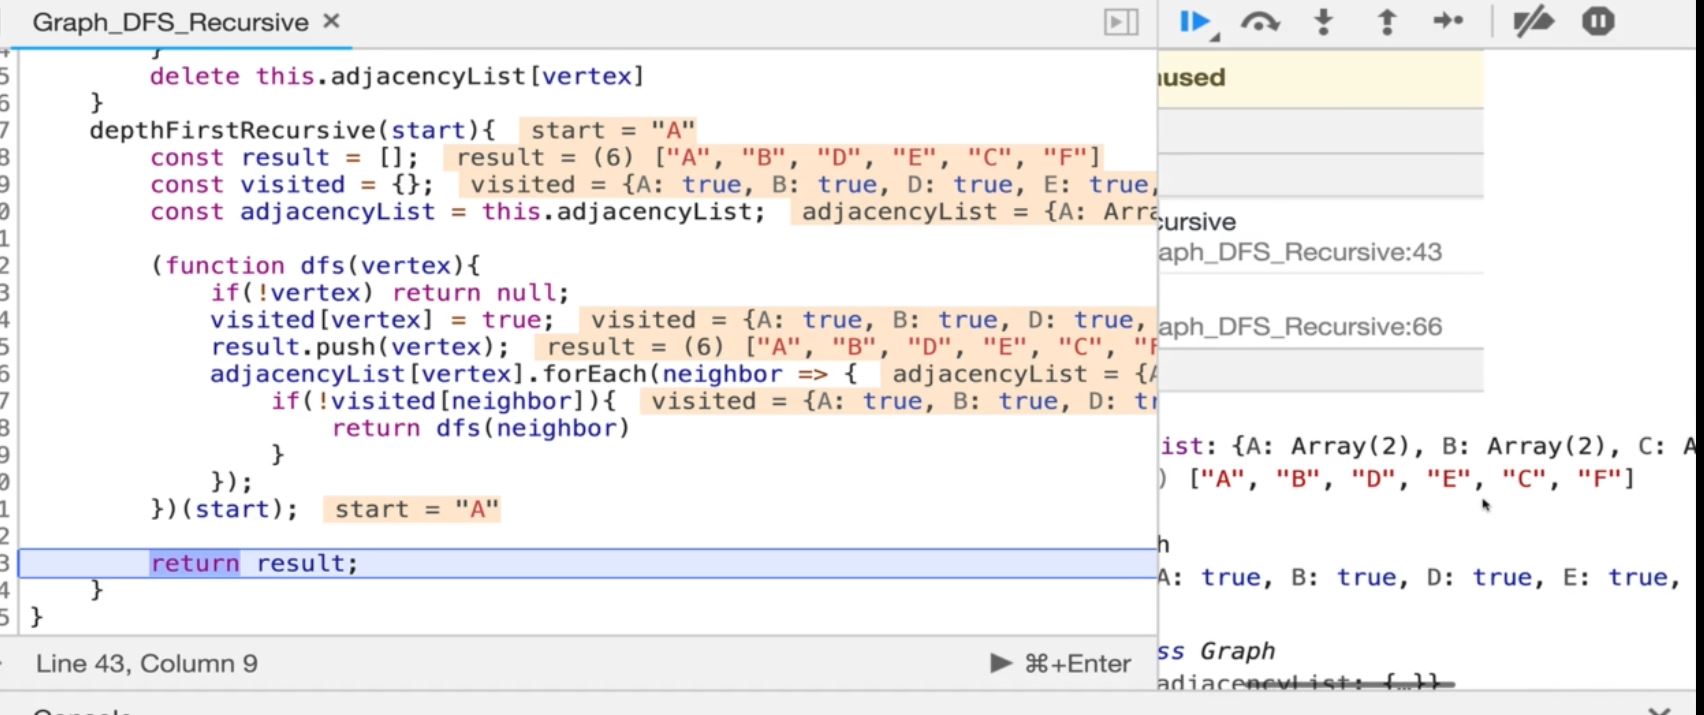 Graph_DFS_Recursive ×
4 }
5 delete this.adjacencyList[vertex]
6 }
7 depthFirstRecursive(start){ start = "A"
8 const result = []; result = (6) ["A", "B", "D", "E", "C", "F"]
9 const visited = {}; visited = {A: true, B: true, D: true, E: true,
0 const adjacencyList = this.adjacencyList; adjacencyList = {A: Arra
1
2 (function dfs(vertex){
3 if(!vertex) return null;
4 visited[vertex] = true; visited = {A: true, B: true, D: true,
5 result.push(vertex); result = (6) ["A", "B", "D", "E", "C", "F
6 adjacencyList[vertex].forEach(neighbor => { adjacencyList = {A
7 if(!visited[neighbor]){ visited = {A: true, B: true, D: tr
8 return dfs(neighbor)
9 }
0 });
1 })(start); start = "A"
2
3 return result;
4 }
5 }
Line 43, Column 9 ⌘+Enter
Console
used
cursive
aph_DFS_Recursive:43
aph_DFS_Recursive:66
ist: {A: Array(2), B: Array(2), C: A
) ["A", "B", "D", "E", "C", "F"]
h
A: true, B: true, D: true, E: true,
ss Graph
adjacencyList: {…}}